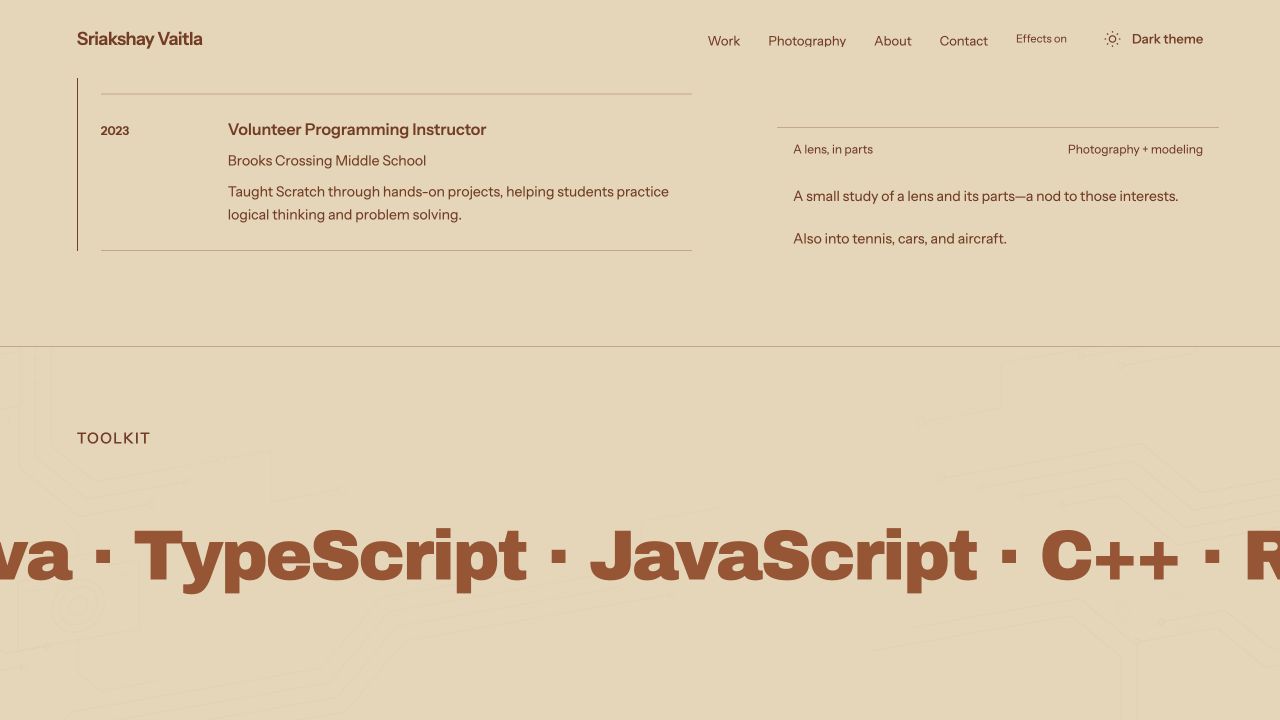 Sriakshay Vaitla
Work
Photography
About
Contact
Effects on
Dark theme
2023
Volunteer Programming Instructor
Brooks Crossing Middle School
Taught Scratch through hands-on projects, helping students practice
logical thinking and problem solving.
A lens, in parts
Photography + modeling
A small study of a lens and its parts—a nod to those interests.
Also into tennis, cars, and aircraft.
TOOLKIT
va · TypeScript · JavaScript · C++ · R